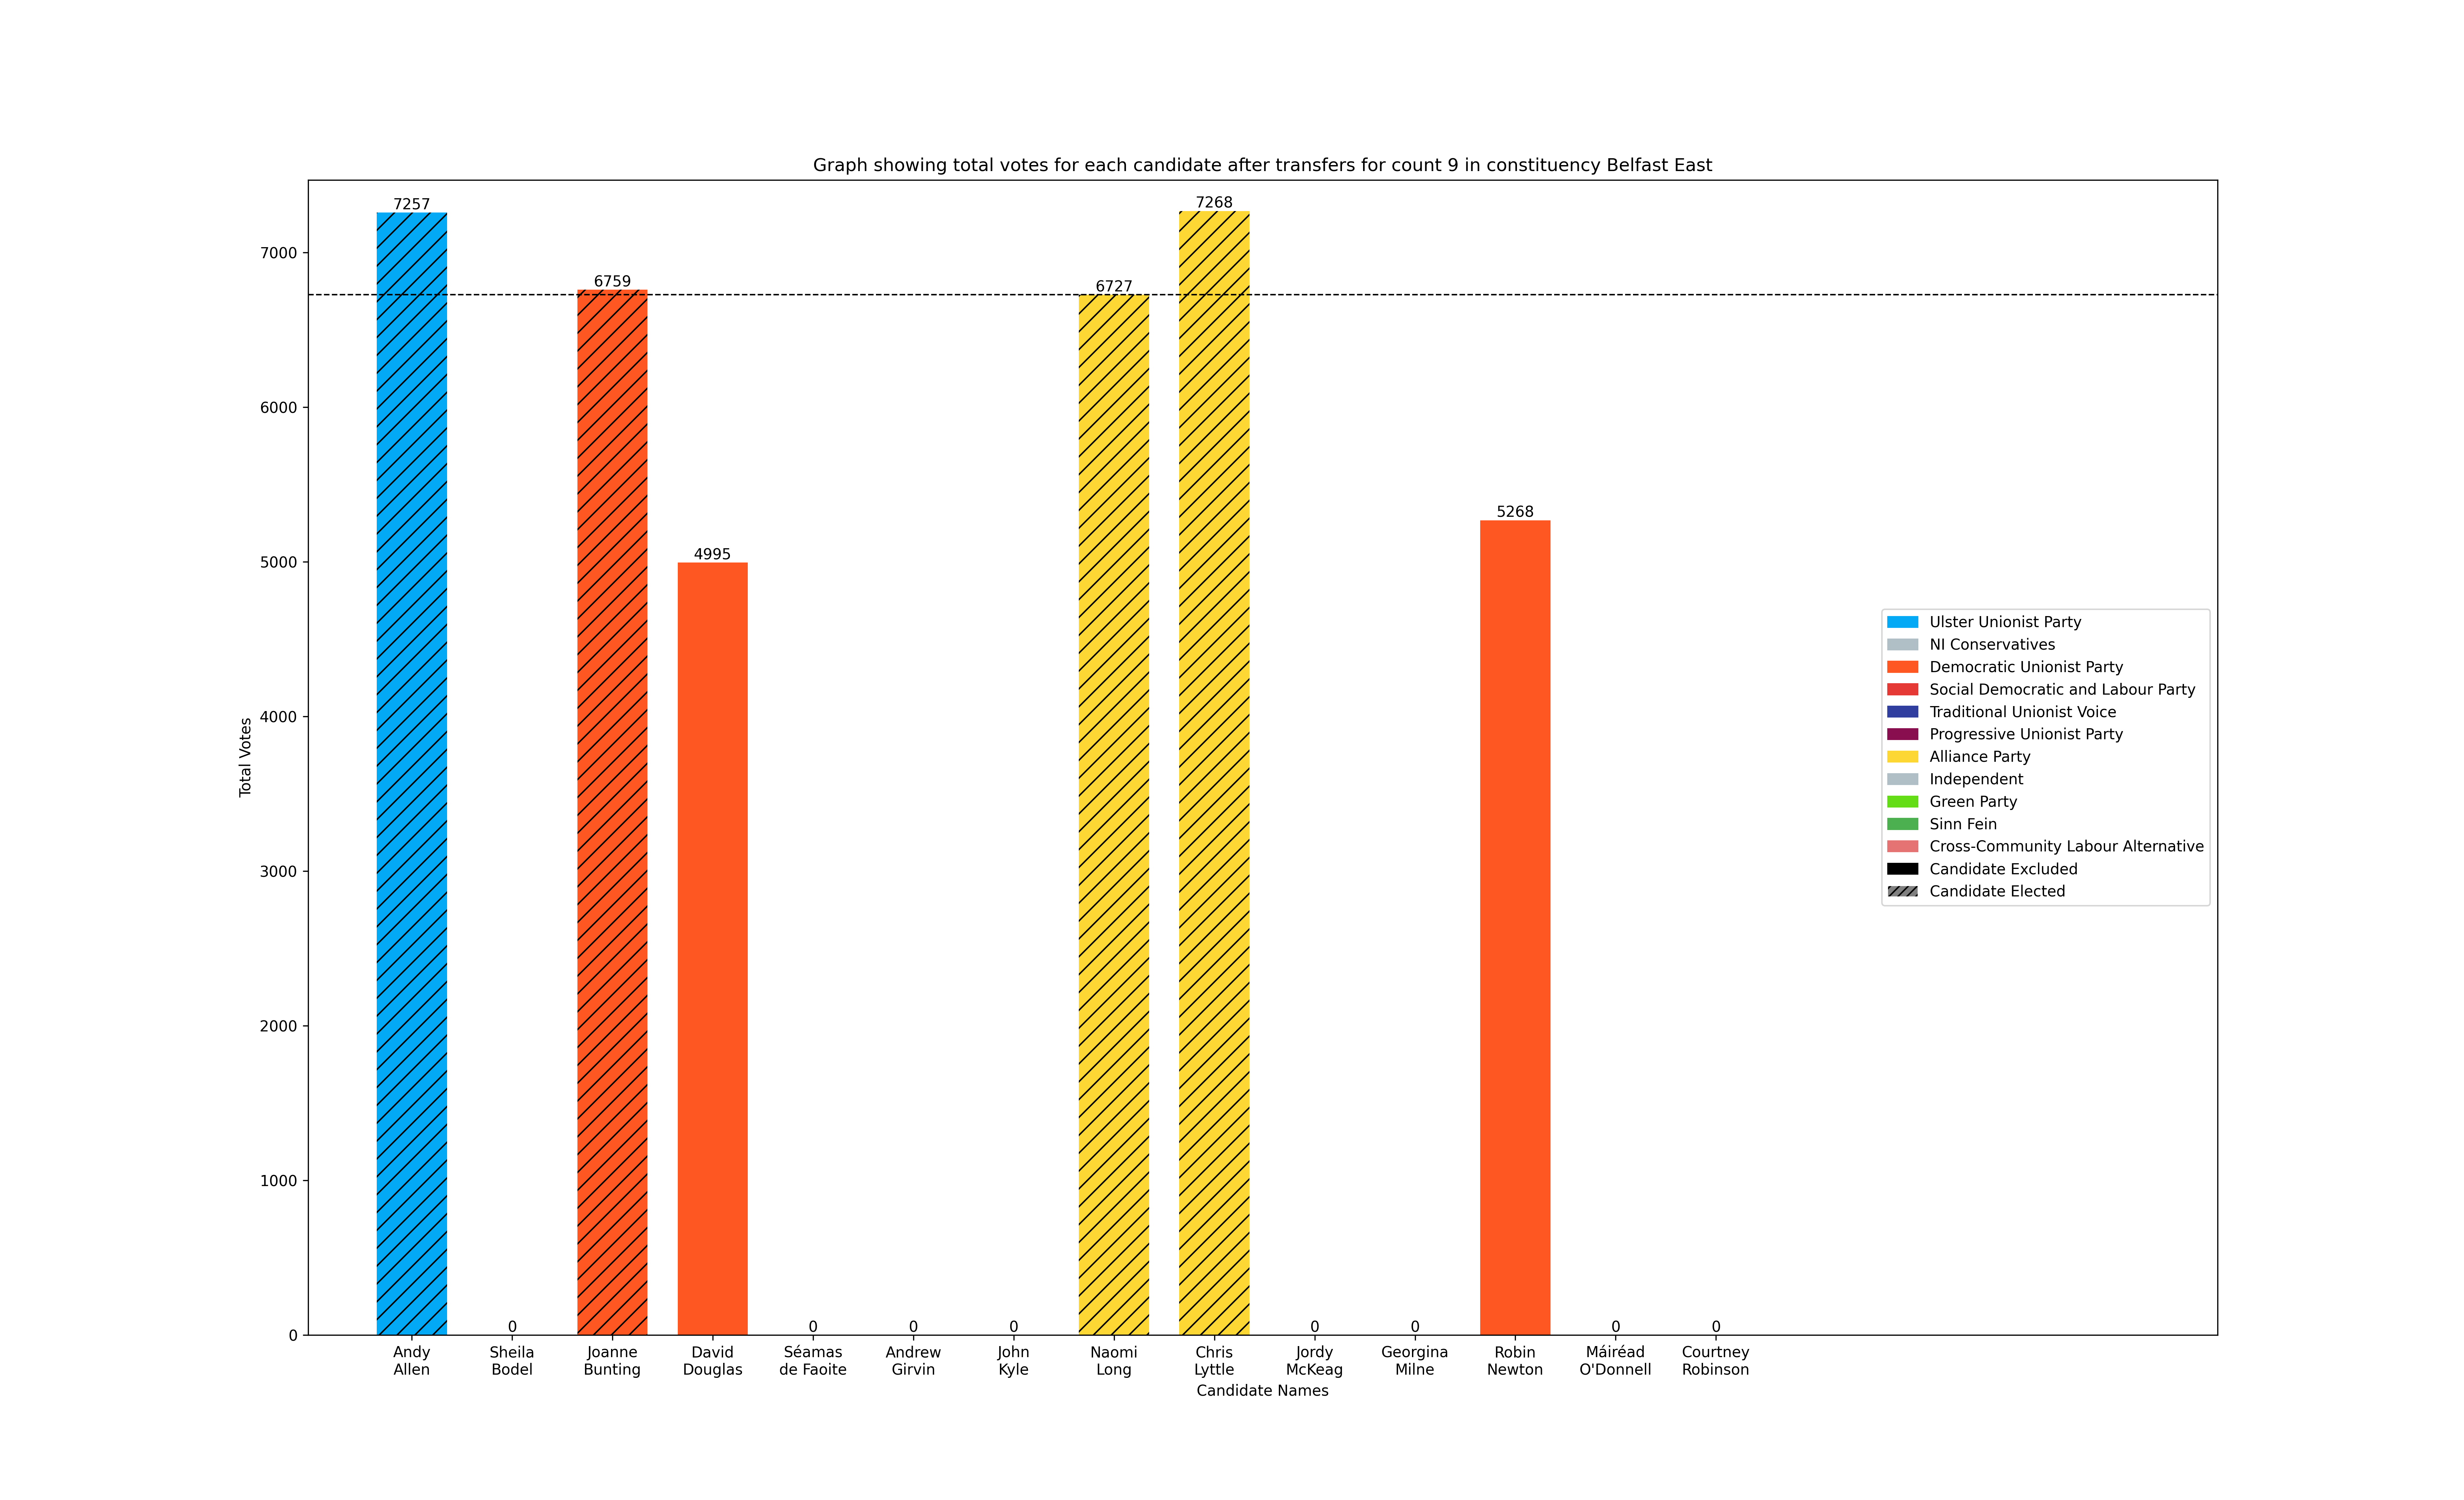 Graph showing total votes for each candidate after transfers for count 9 in constituency Belfast East
Total Votes
7000
6000
5000
4000
3000
2000
1000
0
7257
0
6759
4995
0
0
0
6727
7268
0
0
5268
0
0
Andy
Allen
Sheila
Bodel
Joanne
Bunting
David
Douglas
Séamas
de Faoite
Andrew
Girvin
John
Kyle
Naomi
Long
Chris
Lyttle
Jordy
McKeag
Georgina
Milne
Robin
Newton
Máiréad
O'Donnell
Courtney
Robinson
Candidate Names
Ulster Unionist Party
NI Conservatives
Democratic Unionist Party
Social Democratic and Labour Party
Traditional Unionist Voice
Progressive Unionist Party
Alliance Party
Independent
Green Party
Sinn Fein
Cross-Community Labour Alternative
Candidate Excluded
Candidate Elected